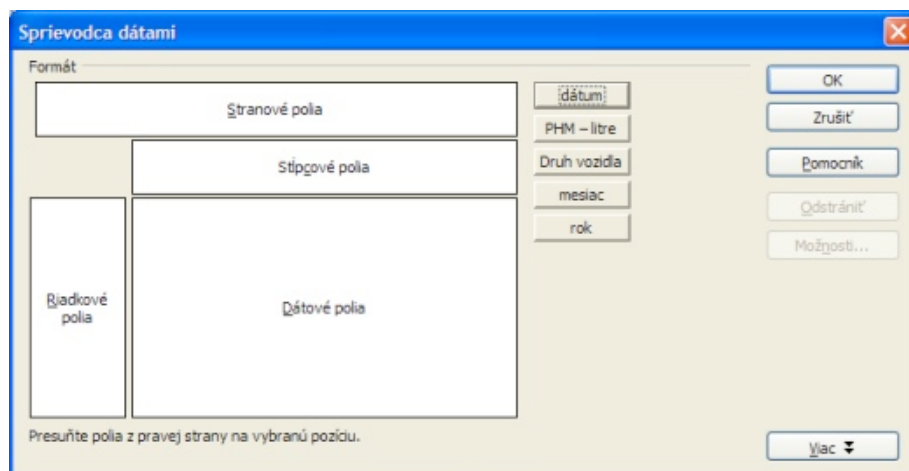 Sprievodca dátami
Formát
Stranové polia
Stĺpcové polia
Riadkové
polia
Dátové polia
dátum
PHM – litre
Druh vozidla
mesiac
rok
OK
Zrušiť
Pomocník
Odstrániť
Možnosti...
Presuňte polia z pravej strany na vybranú pozíciu.
Viac